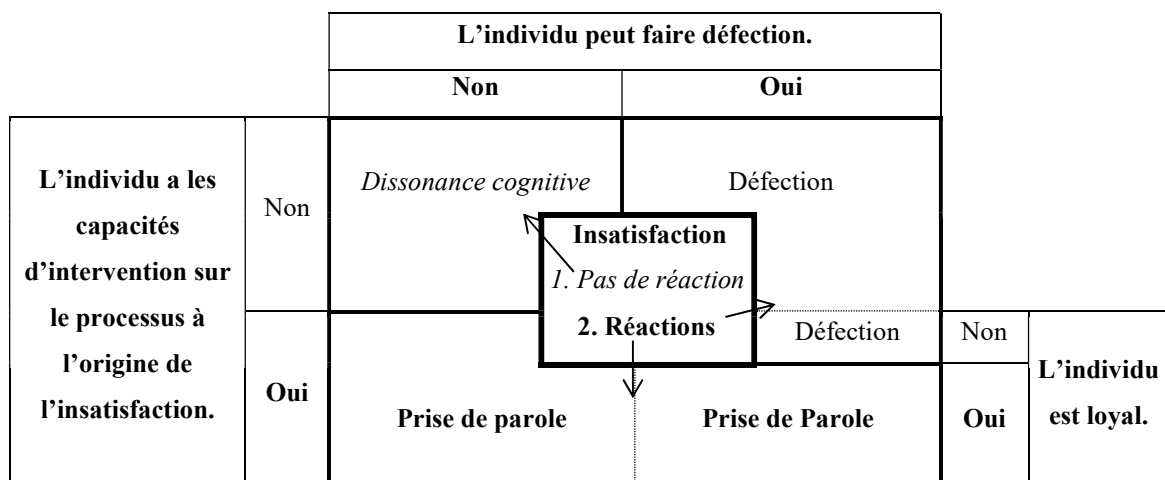 L’individu peut faire défection.
Non
Oui
L’individu a les
capacités
d’intervention sur
le processus à
l’origine de
l’insatisfaction.
Non
Dissonance cognitive
Défection
Insatisfaction
1. Pas de réaction
2. Réactions
Défection
Non
L’individu
est loyal.
Oui
Prise de parole
Prise de Parole
Oui